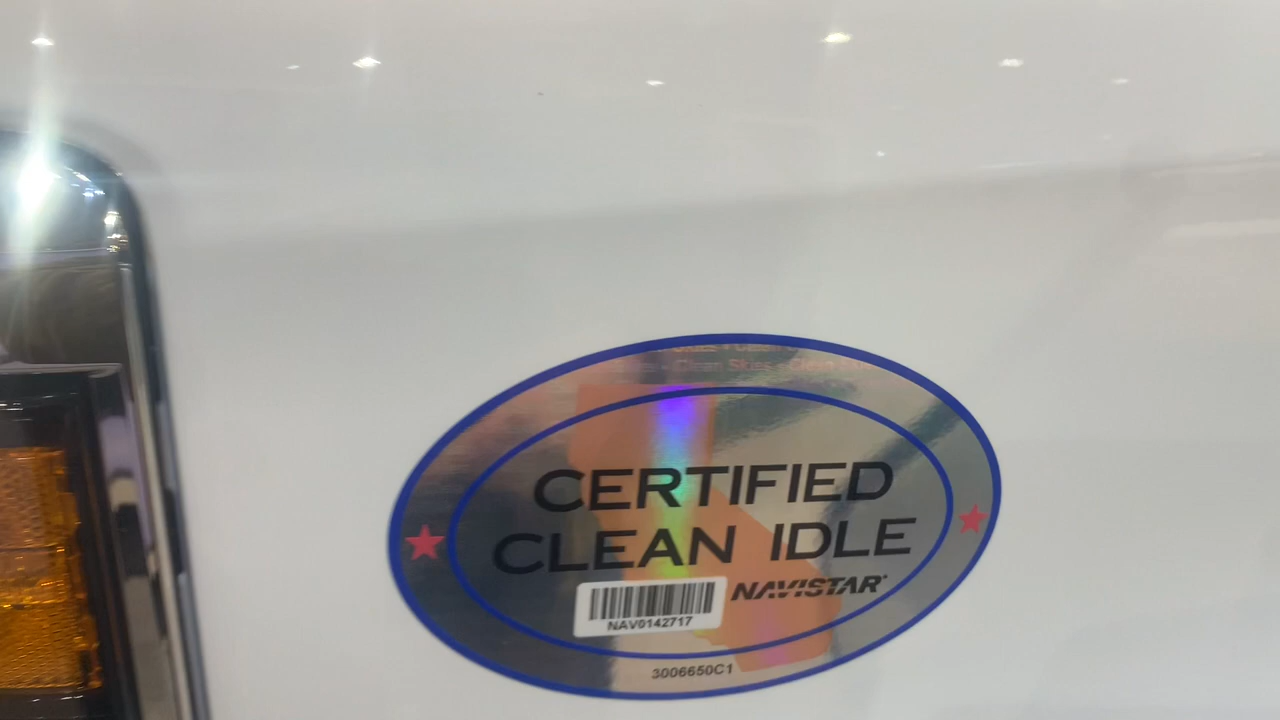 Clean Skies
CERTIFIED
CLEAN IDLE
NAVISTAR
NAV0142717
3006650C1